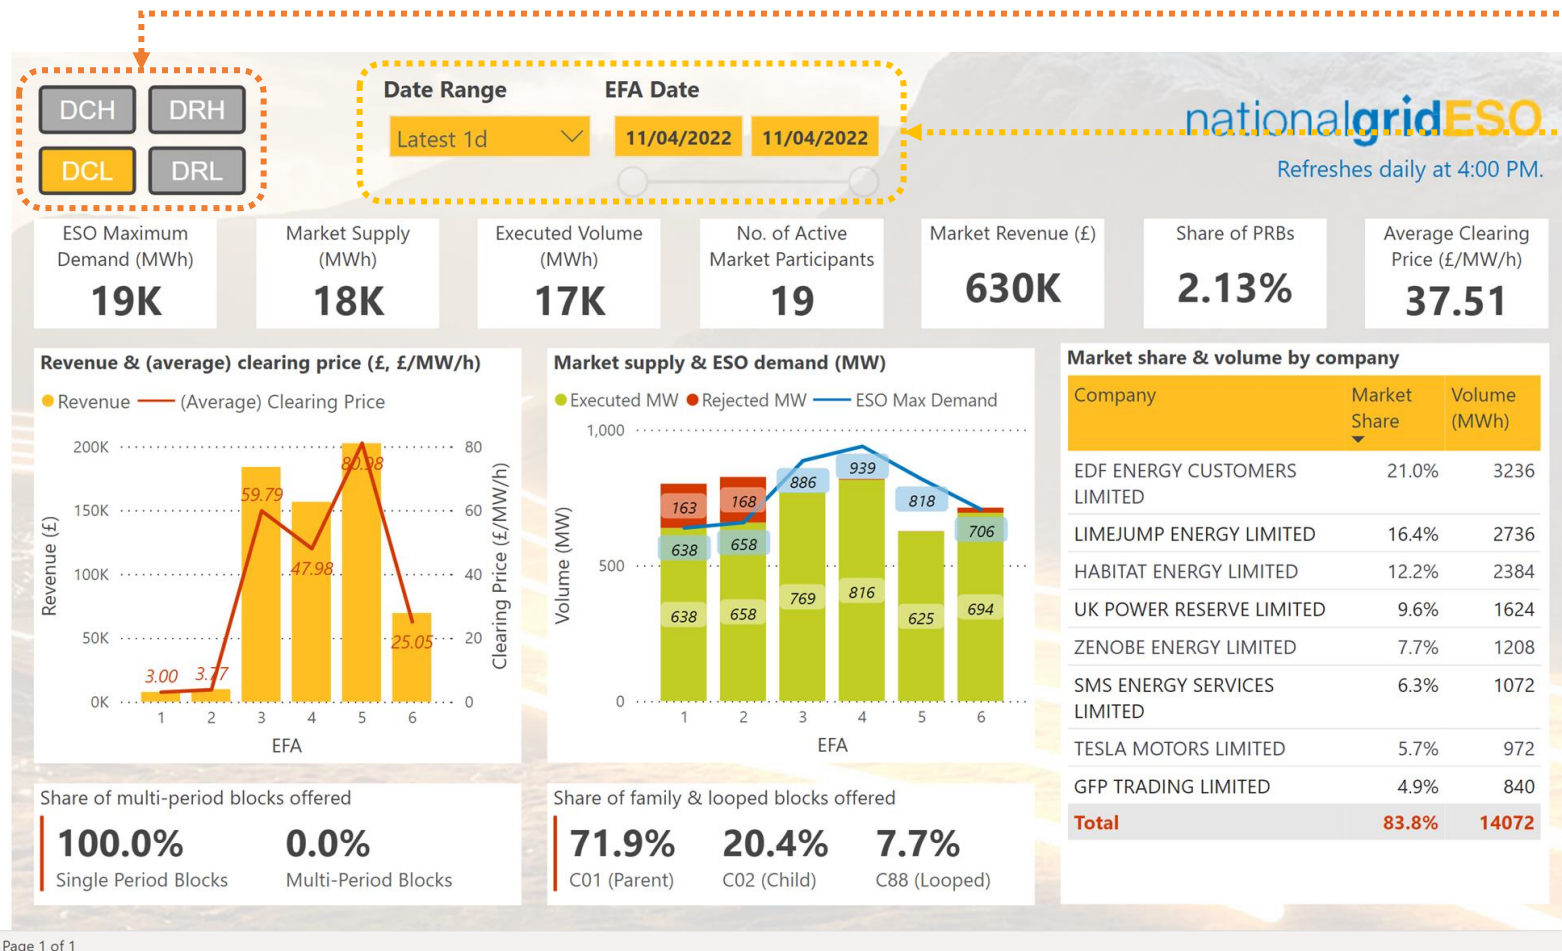 DCH DRH
DCL DRL
Date Range EFA Date
Latest 1d 11/04/2022 11/04/2022
nationalgridESO
Refreshes daily at 4:00 PM.
ESO Maximum
Demand (MWh)
19K
Market Supply
(MWh)
18K
Executed Volume
(MWh)
17K
No. of Active
Market Participants
19
Market Revenue (£)
630K
Share of PRBs
2.13%
Average Clearing
Price (£/MW/h)
37.51
Revenue & (average) clearing price (£, £/MW/h)
Revenue (Average) Clearing Price
Revenue (£)
200K
150K
100K
50K
0K
3.00 3.77 59.79 47.98 80.98 25.05
80
60
40
20
0
Clearing Price (£/MW/h)
1 2 3 4 5 6
EFA
Market supply & ESO demand (MW)
Executed MW Rejected MW ESO Max Demand
Volume (MW)
1,000
500
0
163 168 886 939 818 706
638 658
638 658 769 816 625 694
1 2 3 4 5 6
EFA
Market share & volume by company
Company Market Share Volume (MWh)
EDF ENERGY CUSTOMERS LIMITED 21.0% 3236
LIMEJUMP ENERGY LIMITED 16.4% 2736
HABITAT ENERGY LIMITED 12.2% 2384
UK POWER RESERVE LIMITED 9.6% 1624
ZENOBE ENERGY LIMITED 7.7% 1208
SMS ENERGY SERVICES LIMITED 6.3% 1072
TESLA MOTORS LIMITED 5.7% 972
GFP TRADING LIMITED 4.9% 840
Total 83.8% 14072
Share of multi-period blocks offered
100.0% 0.0%
Single Period Blocks Multi-Period Blocks
Share of family & looped blocks offered
71.9% 20.4% 7.7%
C01 (Parent) C02 (Child) C88 (Looped)
Page 1 of 1